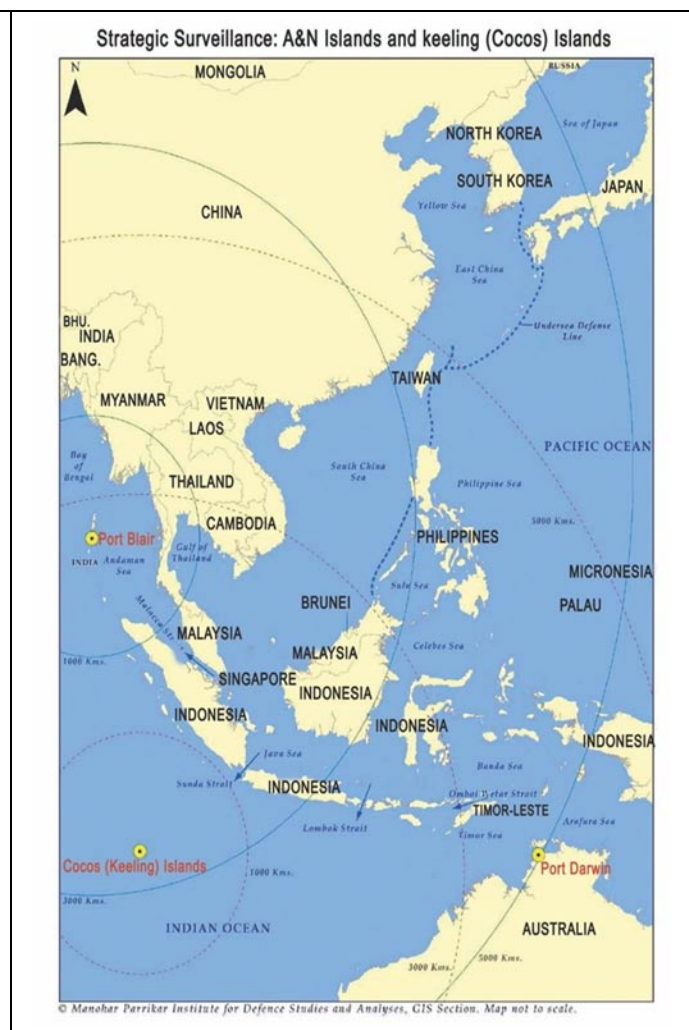 Strategic Surveillance: A&N Islands and keeling (Cocos) Islands
N
MONGOLIA
RUSSIA
Sea of Japan
NORTH KOREA
SOUTH KOREA
JAPAN
Yellow Sea
CHINA
East China
Sea
BHU.
INDIA
BANG.
Undersea Defense
Line
TAIWAN
MYANMAR
VIETNAM
LAOS
PACIFIC OCEAN
Bay
of
Bengal
South China
Sea
THAILAND
Philippine Sea
CAMBODIA
5000 Kms.
Port Blair
INDIA
Andaman
Sea
Gulf of
Thailand
PHILIPPINES
MICRONESIA
Sulu Sea
PALAU
BRUNEI
Malacca Str.
MALAYSIA
MALAYSIA
Celebes Sea
1000 Kms.
SINGAPORE
INDONESIA
INDONESIA
INDONESIA
INDONESIA
Java Sea
Banda Sea
Sunda Strait
INDONESIA
Ombai Wetar Strait
TIMOR-LESTE
Lombok Strait
Timor Sea
Arafura Sea
Cocos (Keeling) Islands
1000 Kms.
Port Darwin
3000 Kms.
INDIAN OCEAN
AUSTRALIA
3000 Kms.
5000 Kms.
© Manohar Parrikar Institute for Defence Studies and Analyses, GIS Section. Map not to scale.